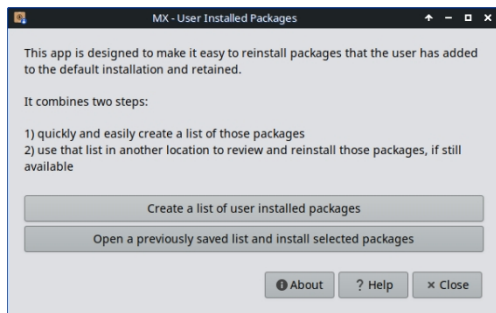 MX - User Installed Packages
This app is designed to make it easy to reinstall packages that the user has added
to the default installation and retained.
It combines two steps:
1) quickly and easily create a list of those packages
2) use that list in another location to review and reinstall those packages, if still
available
Create a list of user installed packages
Open a previously saved list and install selected packages
About
? Help
× Close